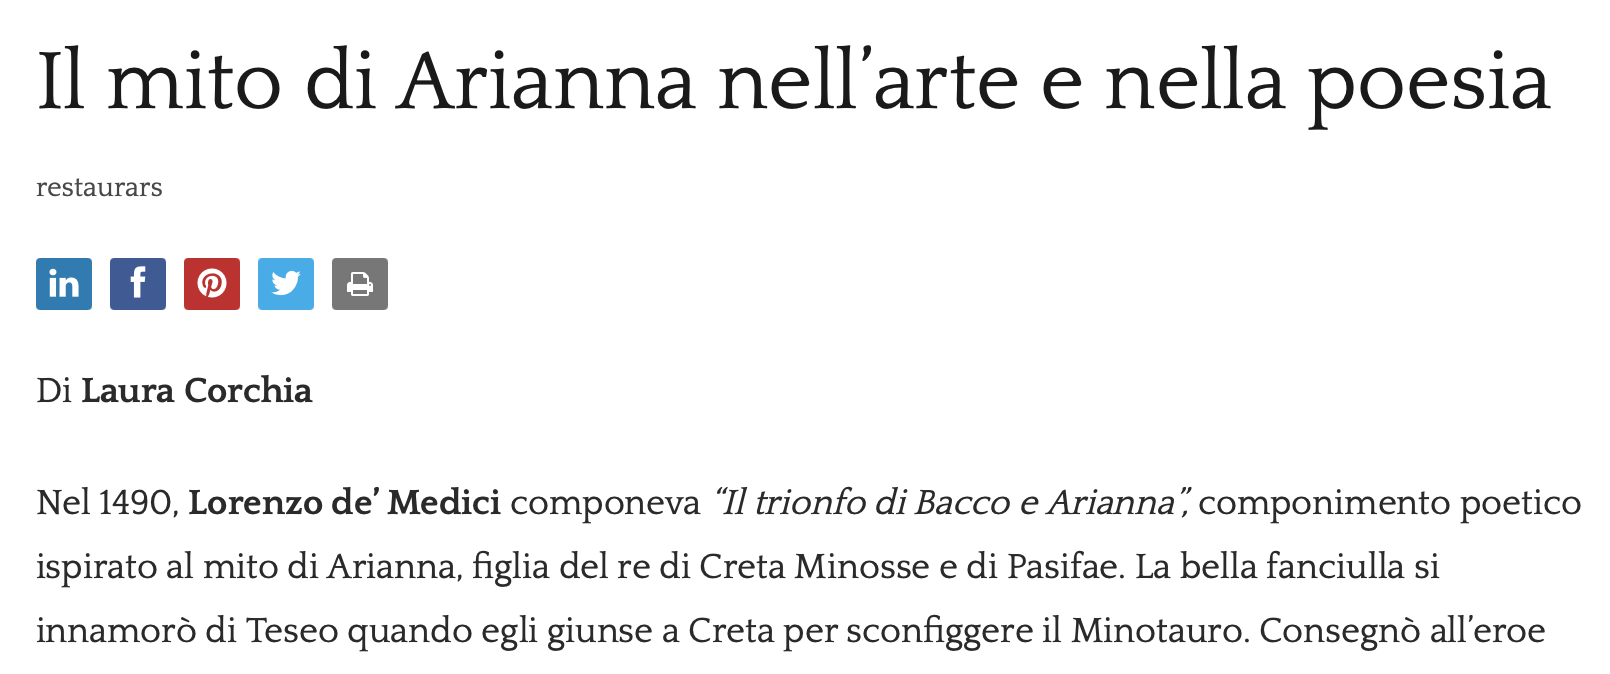 Il mito di Arianna nell’arte e nella poesia
restaurars
in f
Di Laura Corchia
Nel 1490, Lorenzo de’ Medici componeva “Il trionfo di Bacco e Arianna”, componimento poetico
ispirato al mito di Arianna, figlia del re di Creta Minosse e di Pasifae. La bella fanciulla si
innamorò di Teseo quando egli giunse a Creta per sconfiggere il Minotauro. Consegnò all’eroe